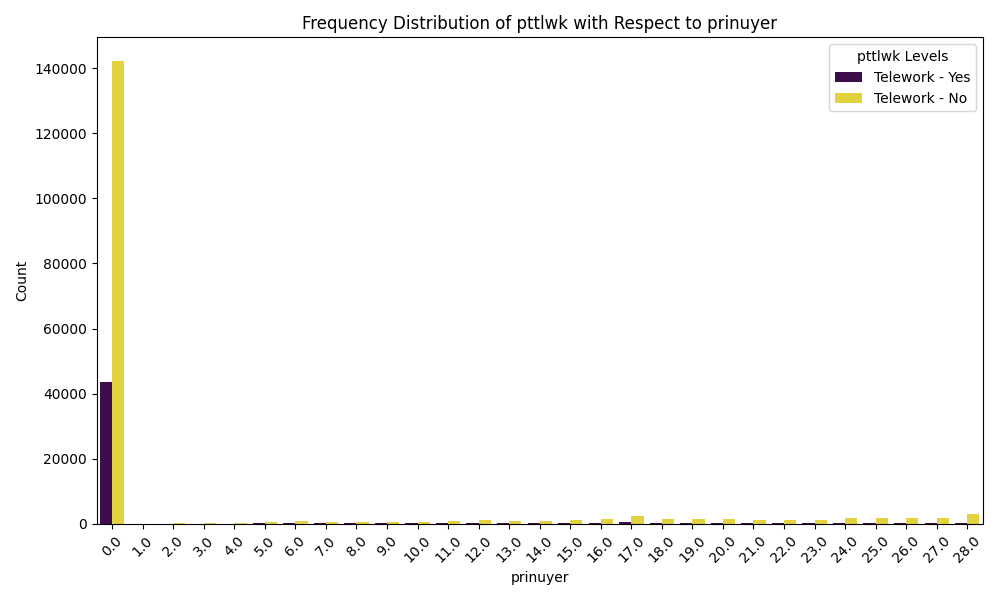 Frequency Distribution of pttlwk with Respect to prinuyer
pttlwk Levels
Telework - Yes
Telework - No
Count
140000
120000
100000
80000
60000
40000
20000
0
0.0 1.0 2.0 3.0 4.0 5.0 6.0 7.0 8.0 9.0 10.0 11.0 12.0 13.0 14.0 15.0 16.0 17.0 18.0 19.0 20.0 21.0 22.0 23.0 24.0 25.0 26.0 27.0 28.0
prinuyer